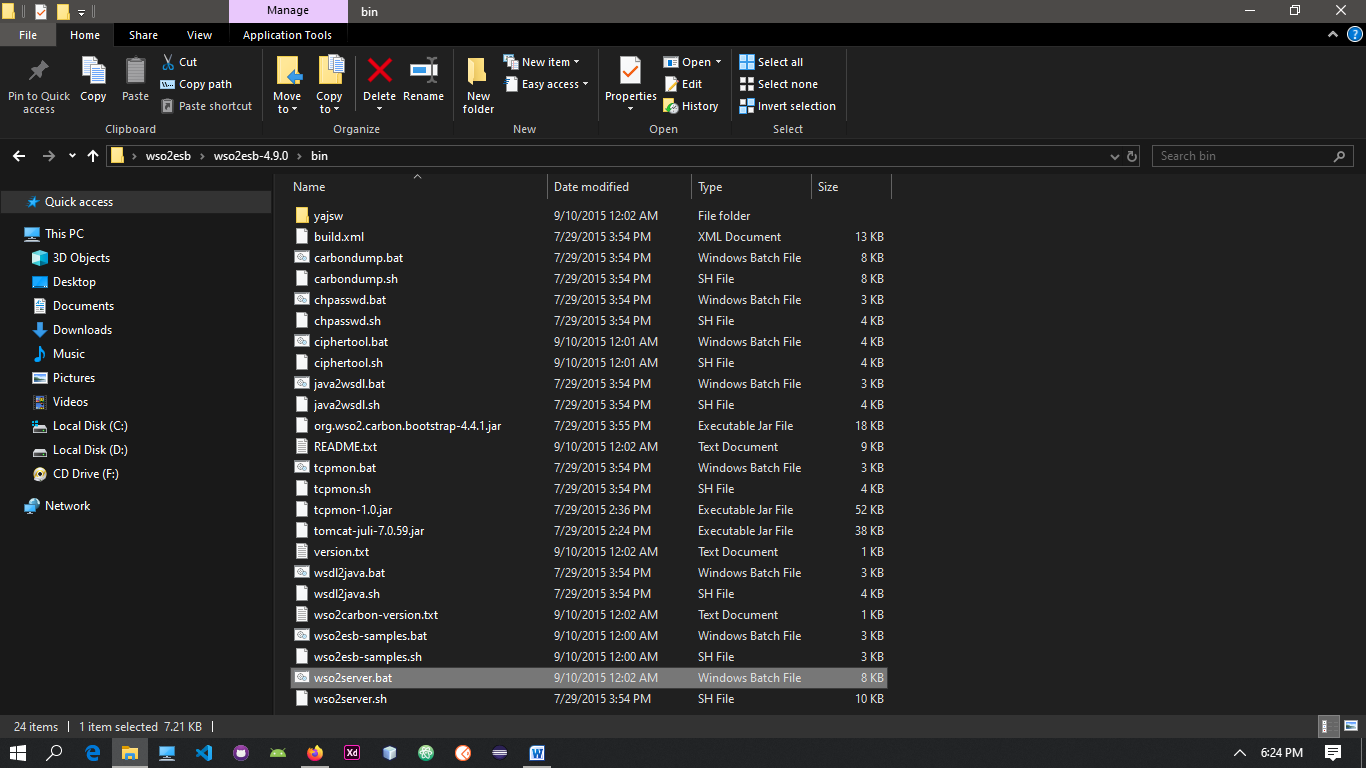 Manage bin
File Home Share View Application Tools
Pin to Quick access
Copy
Paste
Cut
Copy path
Paste shortcut
Clipboard
Move to
Copy to
Delete
Rename
Organize
New folder
New item
Easy access
New
Properties
Open
Edit
History
Open
Select all
Select none
Invert selection
Select
wso2esb wso2esb-4.9.0 bin
Search bin
Quick access
This PC
3D Objects
Desktop
Documents
Downloads
Music
Pictures
Videos
Local Disk (C:)
Local Disk (D:)
CD Drive (F:)
Network
Name Date modified Type Size
yajsw 9/10/2015 12:02 AM File folder
build.xml 7/29/2015 3:54 PM XML Document 13 KB
carbondump.bat 7/29/2015 3:54 PM Windows Batch File 8 KB
carbondump.sh 7/29/2015 3:54 PM SH File 8 KB
chpasswd.bat 7/29/2015 3:54 PM Windows Batch File 3 KB
chpasswd.sh 7/29/2015 3:54 PM SH File 4 KB
ciphertool.bat 9/10/2015 12:01 AM Windows Batch File 4 KB
ciphertool.sh 9/10/2015 12:01 AM SH File 4 KB
java2wsdl.bat 7/29/2015 3:54 PM Windows Batch File 3 KB
java2wsdl.sh 7/29/2015 3:54 PM SH File 4 KB
org.wso2.carbon.bootstrap-4.4.1.jar 7/29/2015 3:55 PM Executable Jar File 18 KB
README.txt 9/10/2015 12:02 AM Text Document 9 KB
tcpmon.bat 7/29/2015 3:54 PM Windows Batch File 3 KB
tcpmon.sh 7/29/2015 3:54 PM SH File 4 KB
tcpmon-1.0.jar 7/29/2015 2:36 PM Executable Jar File 52 KB
tomcat-juli-7.0.59.jar 7/29/2015 2:24 PM Executable Jar File 38 KB
version.txt 9/10/2015 12:02 AM Text Document 1 KB
wsdl2java.bat 7/29/2015 3:54 PM Windows Batch File 3 KB
wsdl2java.sh 7/29/2015 3:54 PM SH File 4 KB
wso2carbon-version.txt 9/10/2015 12:02 AM Text Document 1 KB
wso2esb-samples.bat 9/10/2015 12:00 AM Windows Batch File 3 KB
wso2esb-samples.sh 9/10/2015 12:00 AM SH File 3 KB
wso2server.bat 9/10/2015 12:02 AM Windows Batch File 8 KB
wso2server.sh 7/29/2015 3:54 PM SH File 10 KB
24 items 1 item selected 7.21 KB
Xd
6:24 PM